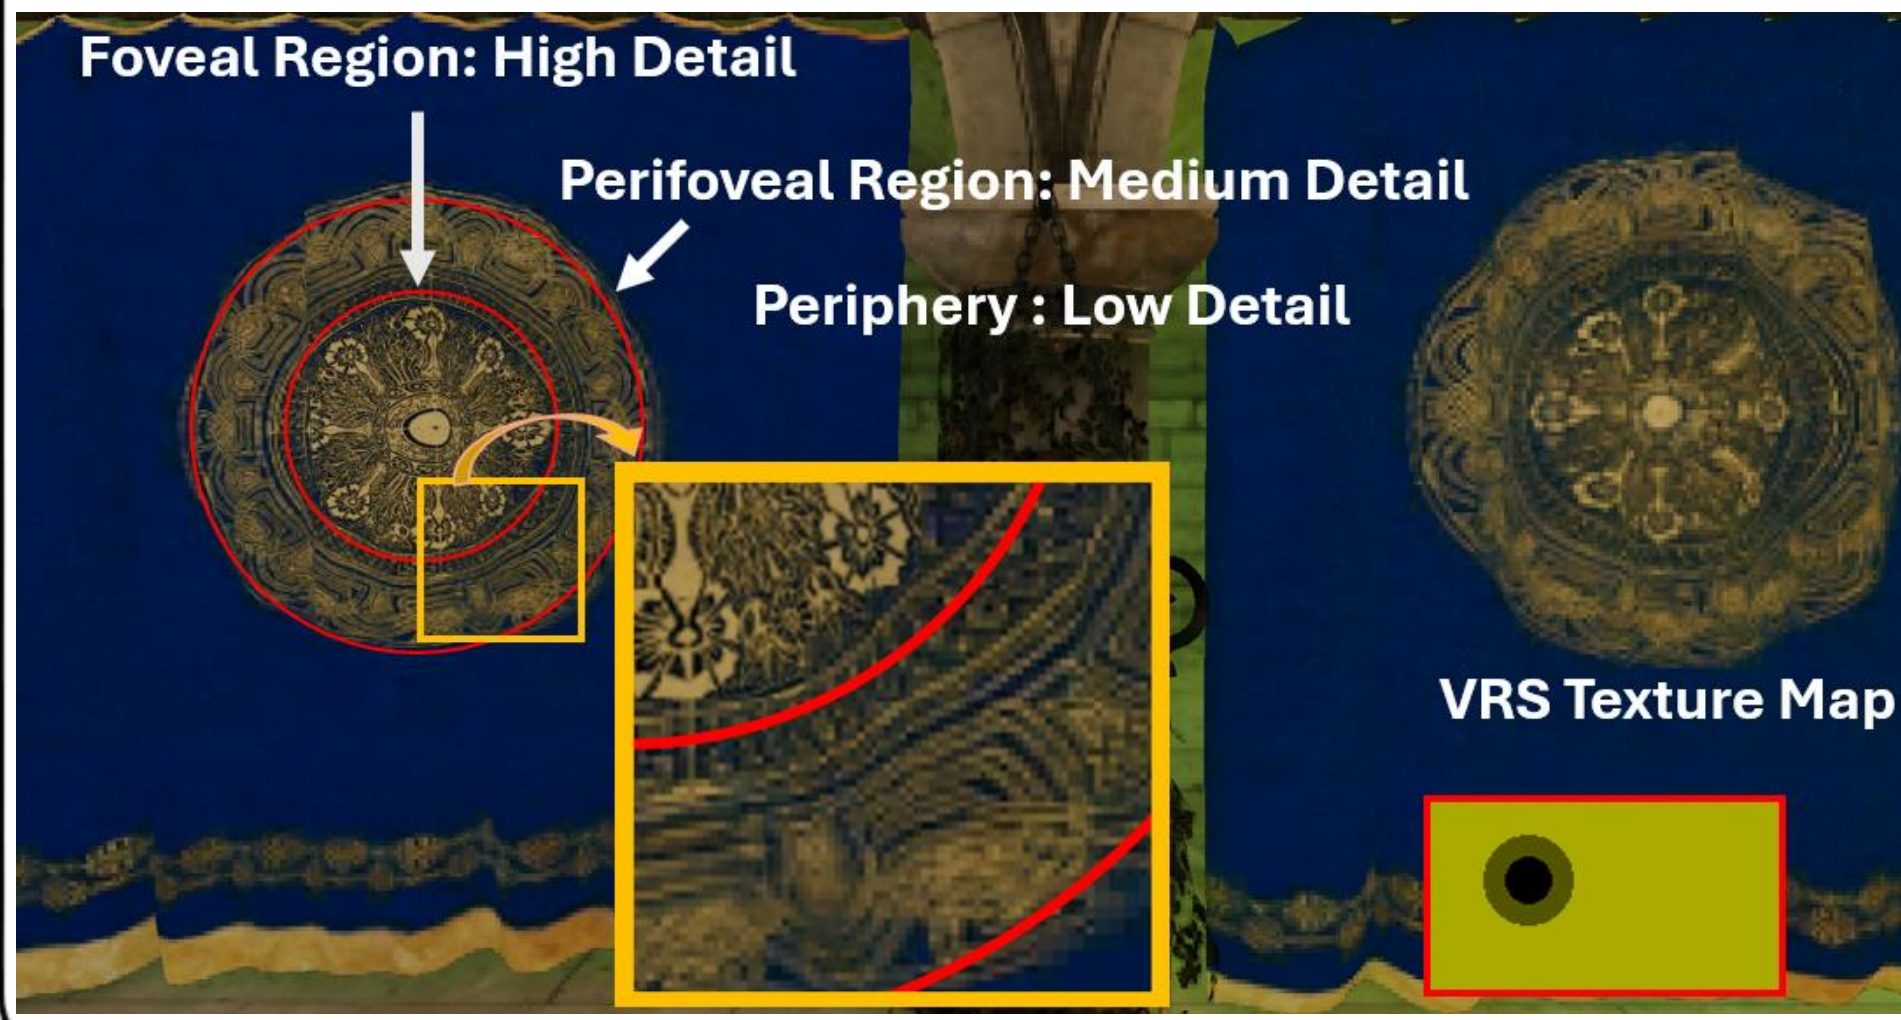 Foveal Region: High Detail
Perifoveal Region: Medium Detail
Periphery : Low Detail
VRS Texture Map